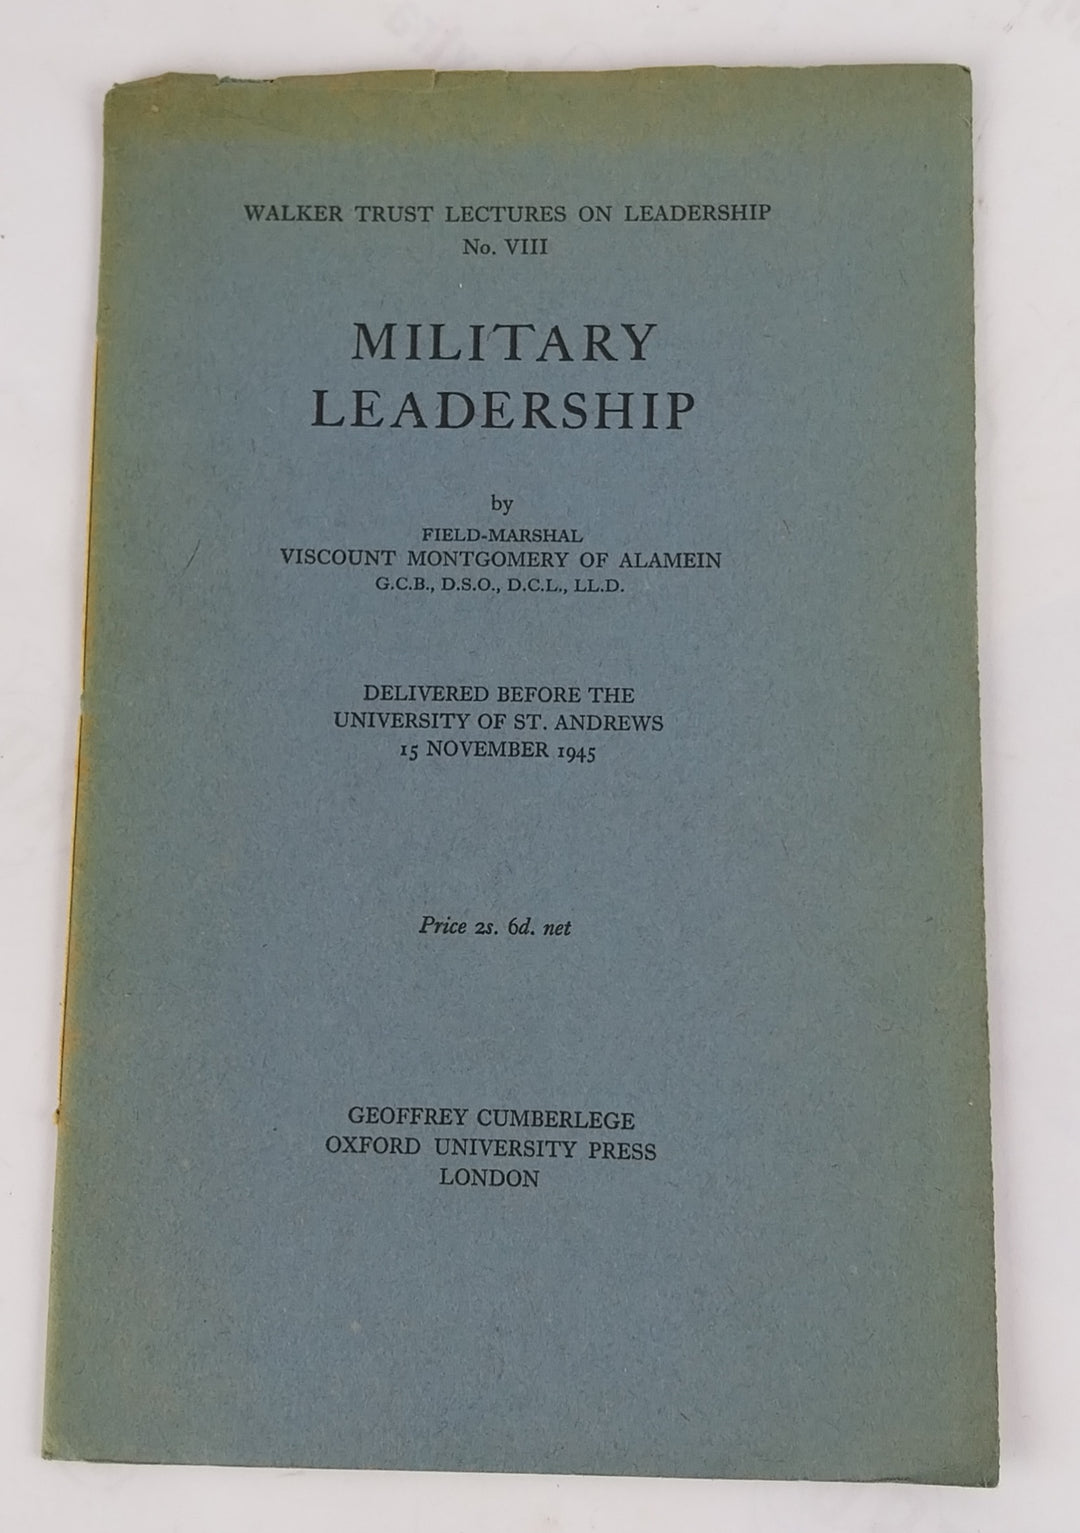 WALKER TRUST LECTURES ON LEADERSHIP
No. VIII
MILITARY
LEADERSHIP
by
FIELD-MARSHAL
VISCOUNT MONTGOMERY OF ALAMEIN
G.C.B., D.S.O., D.C.L., LL.D.
DELIVERED BEFORE THE
UNIVERSITY OF ST. ANDREWS
15 NOVEMBER 1945
Price 2s. 6d. net
GEOFFREY CUMBERLEGE
OXFORD UNIVERSITY PRESS
LONDON